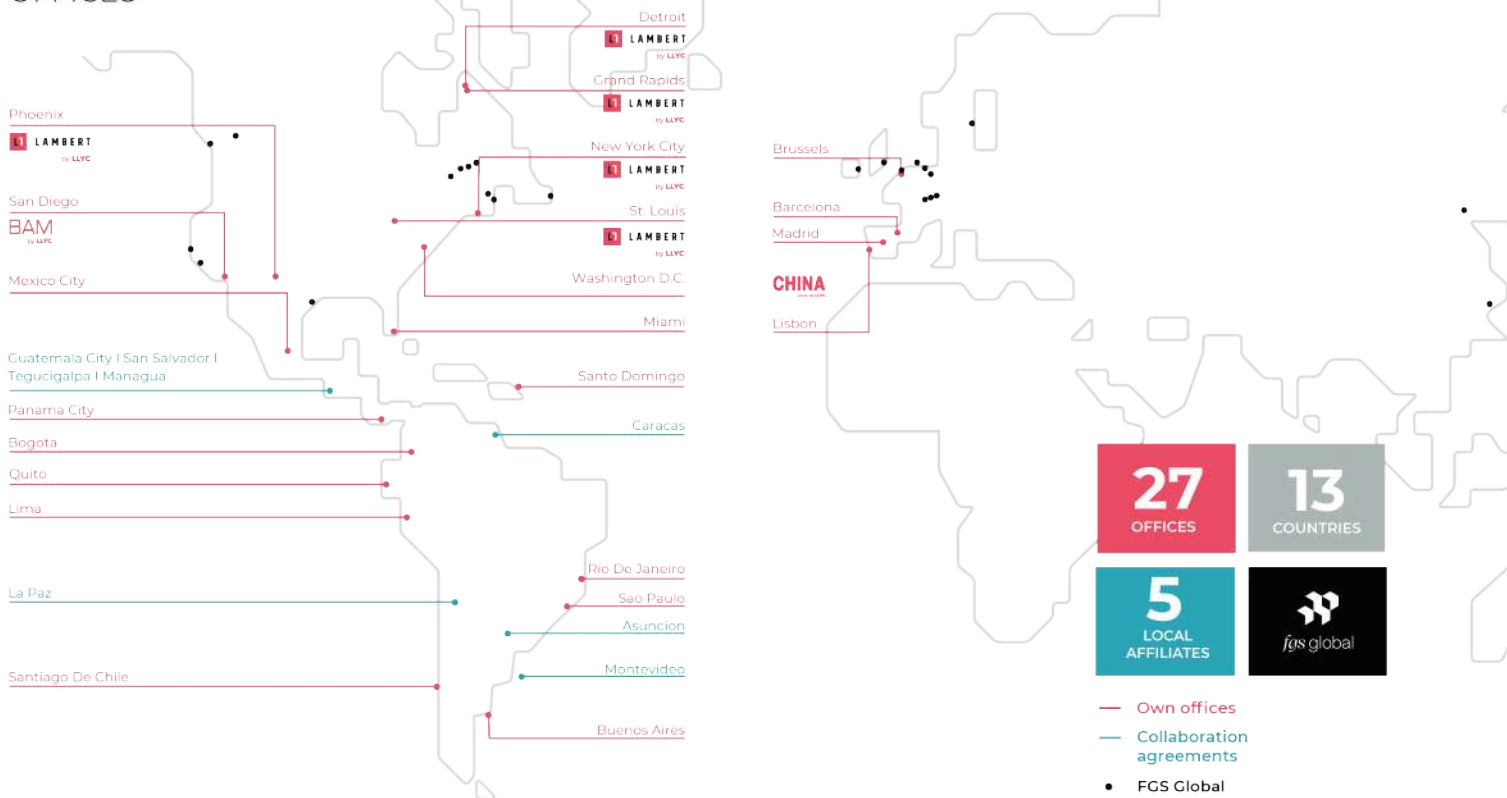 Detroit
LAMBERT
by LLYC
Grand Rapids
LAMBERT
by LLYC
Phoenix
LAMBERT
by LLYC
New York City
LAMBERT
by LLYC
San Diego
BAM
by LLYC
St. Louis
LAMBERT
by LLYC
Mexico City
Washington D.C.
Miami
Guatemala City I San Salvador I
Tegucigalpa I Managua
Santo Domingo
Panama City
Caracas
Bogota
Quito
Lima
La Paz
Rio De Janeiro
Sao Paulo
Asuncion
Montevideo
Santiago De Chile
Buenos Aires
Brussels
Barcelona
Madrid
CHINA
Lisbon
27
OFFICES
13
COUNTRIES
5
LOCAL
AFFILIATES
fgs global
Own offices
Collaboration
agreements
FGS Global